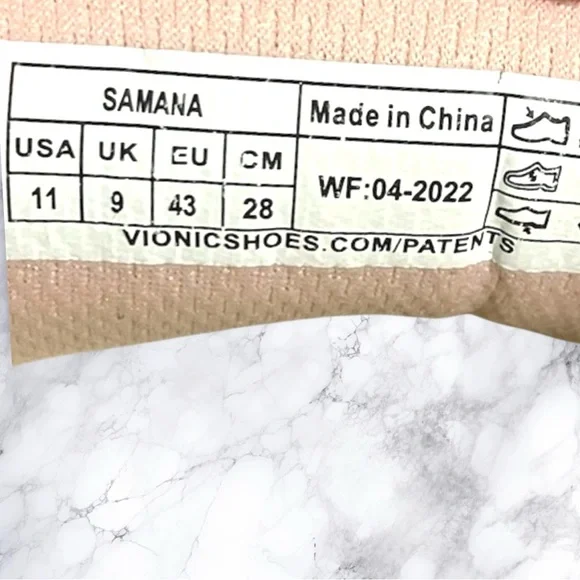 SAMANA
Made in China
USA UK EU CM
11 9 43 28
WF:04-2022
VIONICSHOES.COM/PATENTS